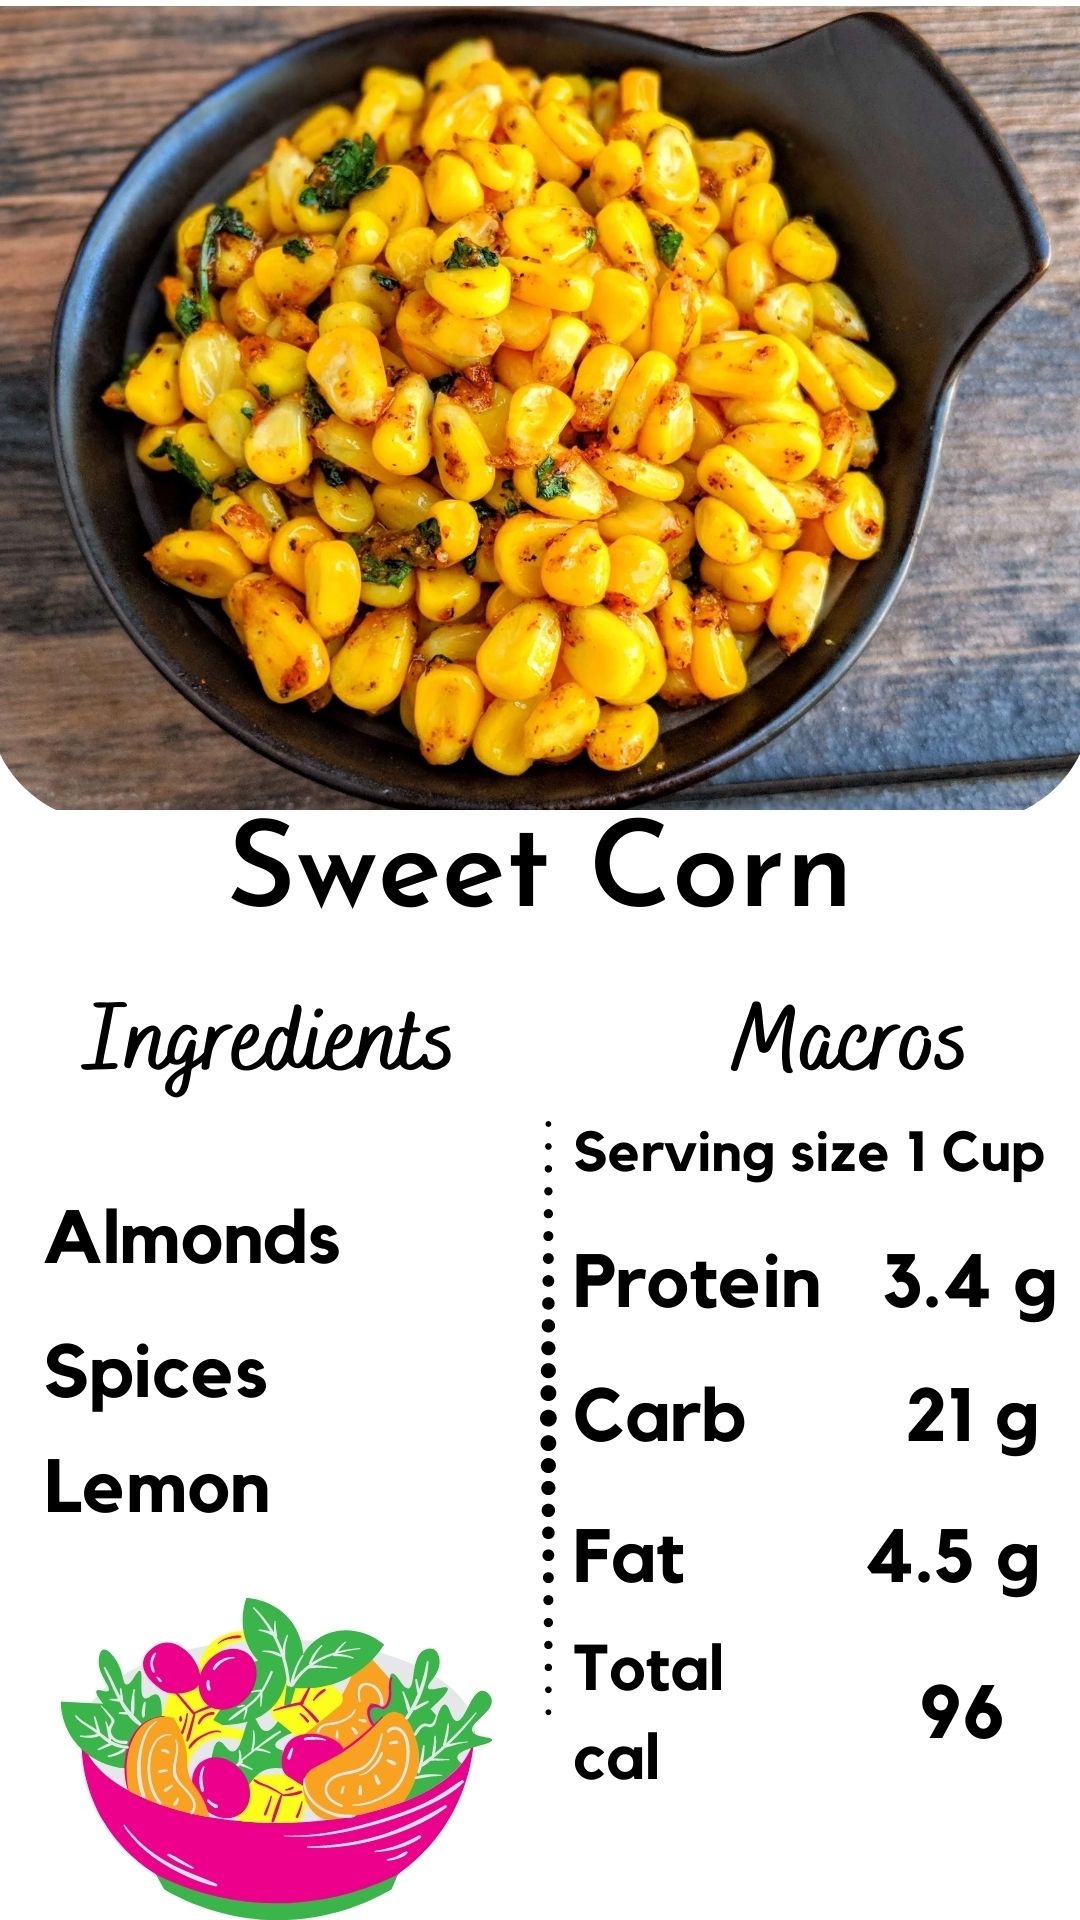 Sweet Corn
Ingredients
Almonds
Spices
Lemon
Macros
Serving size 1 Cup
Protein 3.4 g
Carb 21 g
Fat 4.5 g
Total
cal 96